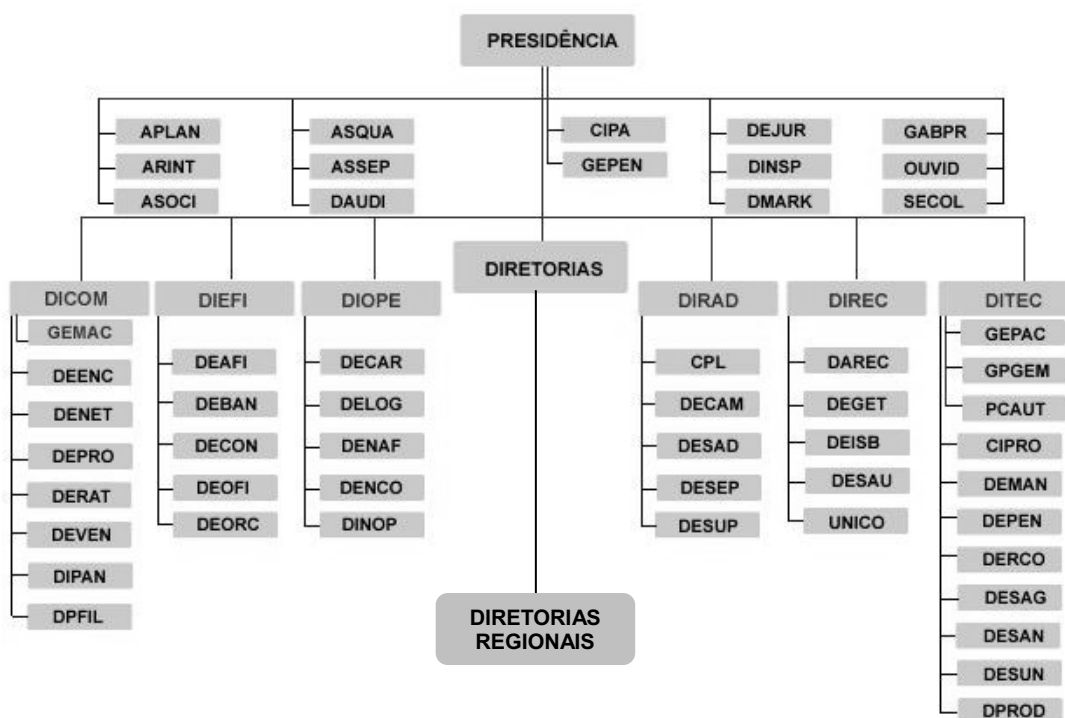 PRESIDÊNCIA
APLAN
ARINT
ASOCI
ASQUA
ASSEP
DAUDI
CIPA
GEPEN
DEJUR
DINSP
DMARK
GABPR
OUVID
SECOL
DIRETORIAS
DICOM
GEMAC
DEENC
DENET
DEPRO
DERAT
DEVEN
DIPAN
DPFIL
DIEFI
DEAFI
DEBAN
DECON
DEOFI
DEORC
DIOPE
DECAR
DELOG
DENAF
DENCO
DINOP
DIRAD
CPL
DECAM
DESAD
DESEP
DESUP
DIREC
DAREC
DEGET
DEISB
DESAU
UNICO
DITEC
GEPAC
GPGEM
PCAUT
CIPRO
DEMAN
DEPEN
DERCO
DESAG
DESAN
DESUN
DPROD
DIRETORIAS
REGIONAIS